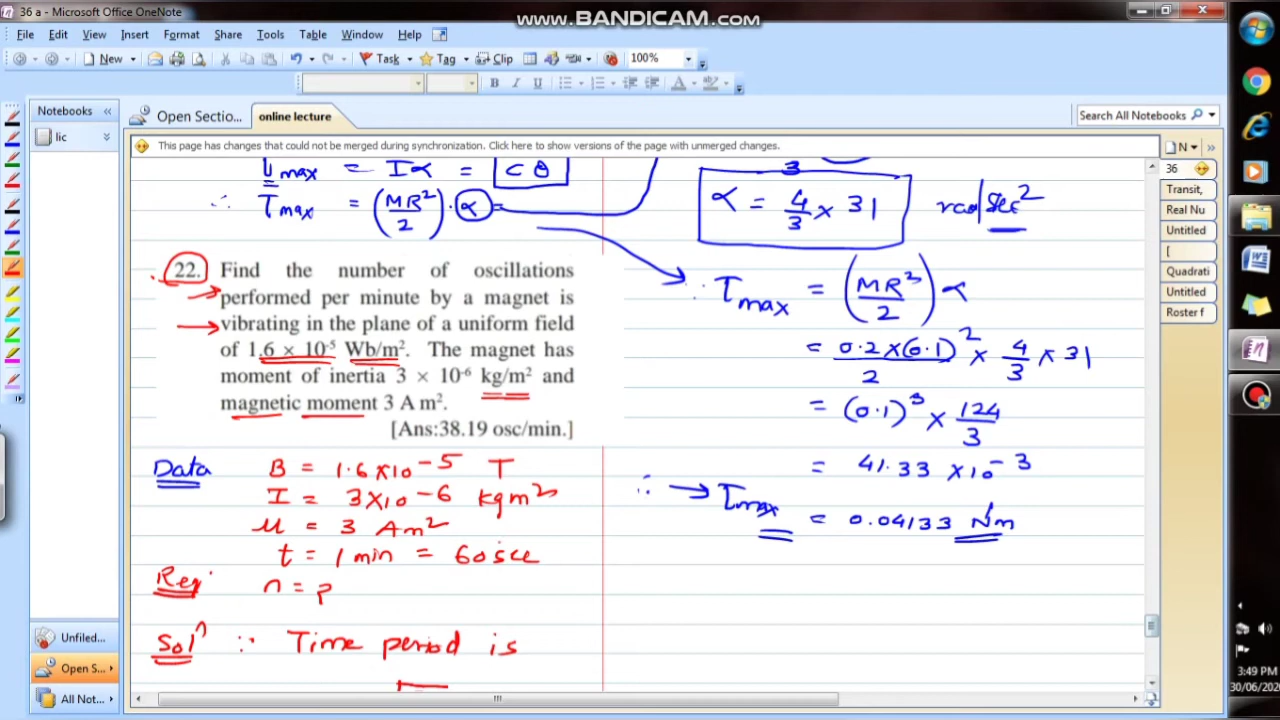 36 a - Microsoft Office OneNote
www.BANDICAM.com
File Edit View Insert Format Share Tools Table Window Help
New Task Tag Clip 100%
B I U A
Notebooks «
lic
Open Sectio... online lecture
Search All Notebooks
This page has changes that could not be merged during synchronization. Click here to show versions of the page with unmerged changes.
N
36
Transit,
Real Nu
Untitled
[
Quadrati
Untitled
Roster f
τmax = Iα = Cθ
∴ τmax = (MR²/2) · α =
α = 4/3 × 31 rad/sec²
22. Find the number of oscillations
performed per minute by a magnet is
vibrating in the plane of a uniform field
of 1.6 × 10⁻⁵ Wb/m². The magnet has
moment of inertia 3 × 10⁻⁶ kg/m² and
magnetic moment 3 A m².
[Ans:38.19 osc/min.]
Data B = 1.6×10⁻⁵ T
I = 3×10⁻⁶ kgm²
μ = 3 Am²
t = 1 min = 60 sec
Req. n = ?
Solⁿ ∵ Time period is
∴ τmax = (MR²/2) α
= 0.2×(0.1)²/2 × 4/3 × 31
= (0.1)³ × 124/3
= 41.33 ×10⁻³
∴ → τmax = 0.04133 Nm
Unfiled...
Open S...
All Not...
3:49 PM
30/06/202